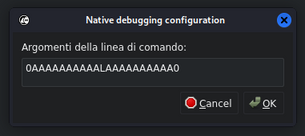 Native debugging configuration
Argomenti della linea di comando:
0AAAAAAAAAALAAAAAAAAAA0
Cancel
OK